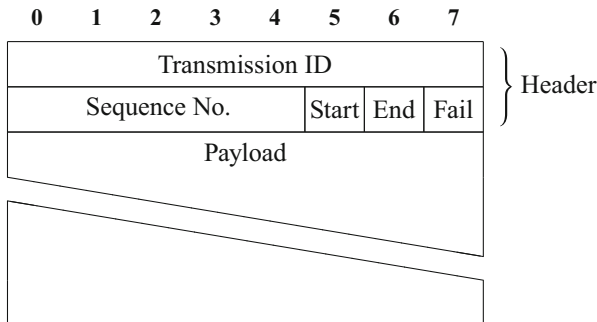 0 1 2 3 4 5 6 7
Transmission ID
Header
Sequence No. Start End Fail
Payload